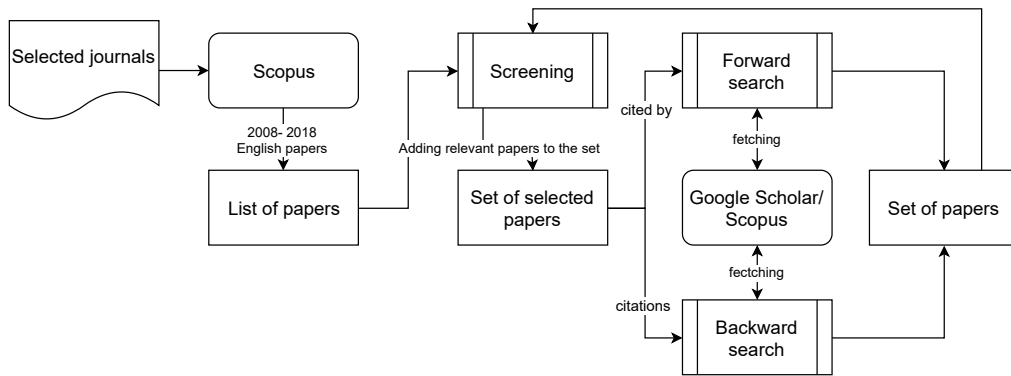 Selected journals
Scopus
2008- 2018
English papers
List of papers
Screening
Adding relevant papers to the set
Set of selected
papers
cited by
citations
Forward
search
fetching
Google Scholar/
Scopus
fectching
Backward
search
Set of papers